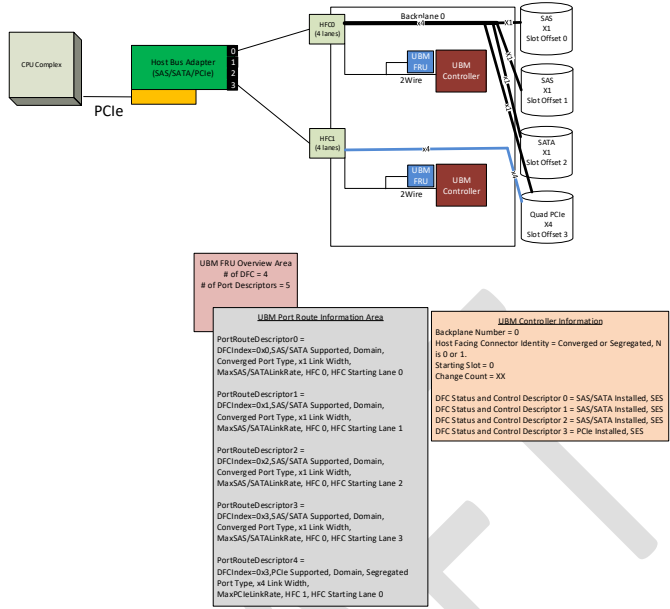 CPU Complex
PCIe
Host Bus Adapter
(SAS/SATA/PCIe)
0
1
2
3
HFC0
(4 lanes)
Backplane 0
x4
UBM
FRU
UBM
Controller
2Wire
HFC1
(4 lanes)
x4
UBM
FRU
UBM
Controller
2Wire
X1
x1
x1
x1
x4
SAS
X1
Slot Offset 0
SAS
X1
Slot Offset 1
SATA
X1
Slot Offset 2
Quad PCIe
X4
Slot Offset 3
UBM FRU Overview Area
# of DFC = 4
# of Port Descriptors = 5
UBM Port Route Information Area
PortRouteDescriptor0 =
DFCIndex=0x0,SAS/SATA Supported, Domain,
Converged Port Type, x1 Link Width,
MaxSAS/SATALinkRate, HFC 0, HFC Starting Lane 0
PortRouteDescriptor1 =
DFCIndex=0x1,SAS/SATA Supported, Domain,
Converged Port Type, x1 Link Width,
MaxSAS/SATALinkRate, HFC 0, HFC Starting Lane 1
PortRouteDescriptor2 =
DFCIndex=0x2,SAS/SATA Supported, Domain,
Converged Port Type, x1 Link Width,
MaxSAS/SATALinkRate, HFC 0, HFC Starting Lane 2
PortRouteDescriptor3 =
DFCIndex=0x3,SAS/SATA Supported, Domain,
Converged Port Type, x1 Link Width,
MaxSAS/SATALinkRate, HFC 0, HFC Starting Lane 3
PortRouteDescriptor4 =
DFCIndex=0x3,PCIe Supported, Domain, Segregated
Port Type, x4 Link Width,
MaxPCIeLinkRate, HFC 1, HFC Starting Lane 0
UBM Controller Information
Backplane Number = 0
Host Facing Connector Identity = Converged or Segregated, N
is 0 or 1.
Starting Slot = 0
Change Count = XX
DFC Status and Control Descriptor 0 = SAS/SATA Installed, SES
DFC Status and Control Descriptor 1 = SAS/SATA Installed, SES
DFC Status and Control Descriptor 2 = SAS/SATA Installed, SES
DFC Status and Control Descriptor 3 = PCIe Installed, SES